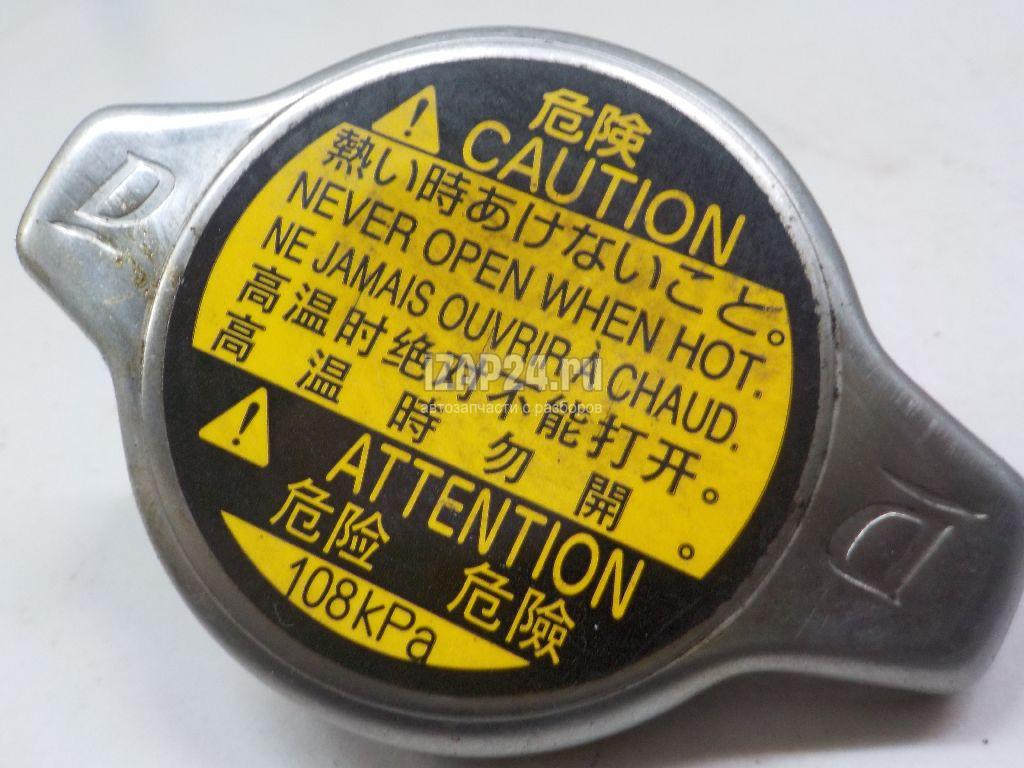 危険
! CAUTION
熱い時あけないこと。
NEVER OPEN WHEN HOT.
NE JAMAIS OUVRIR À CHAUD.
高温时绝对不能打开。
高温時勿開。
! ATTENTION
危险 危險
108kPa
D
D
IZAP24.ru
автозапчасти с разборов